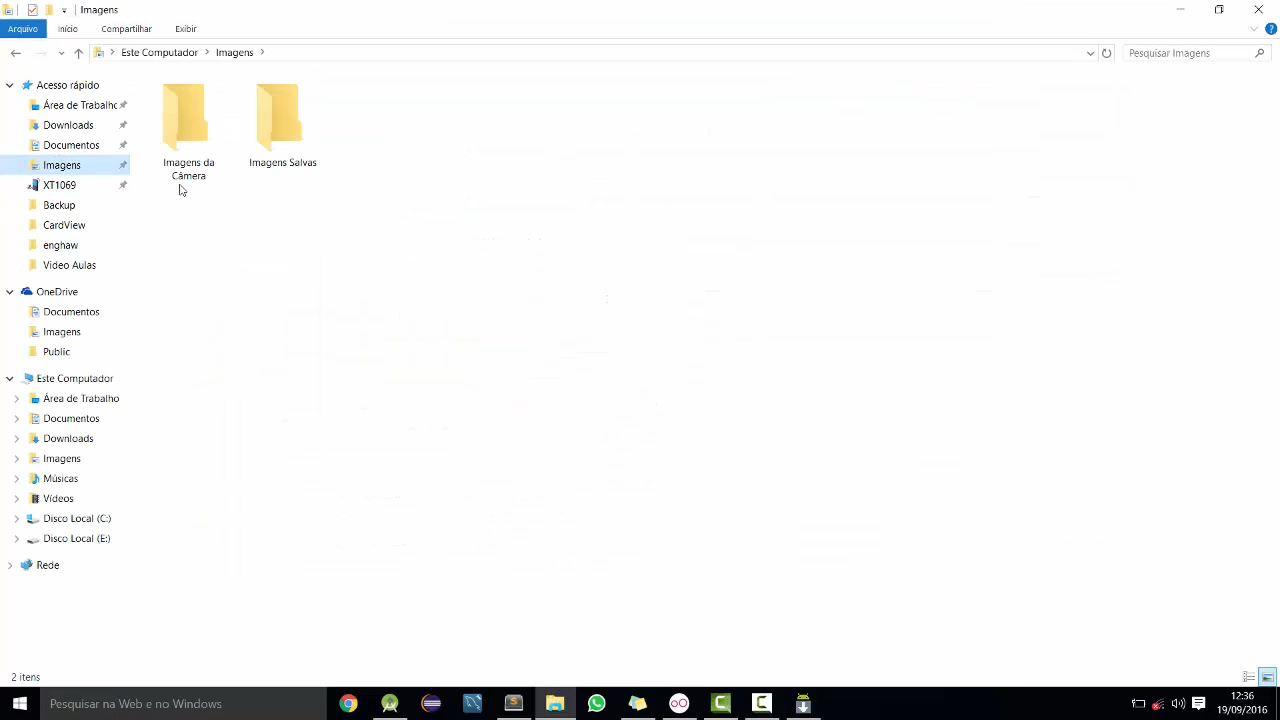 Imagens
Arquivo Início Compartilhar Exibir
Este Computador Imagens Pesquisar Imagens
Acesso rápido
Área de Trabalho
Downloads
Documentos
Imagens
XT1069
Backup
CardView
enghaw
Video Aulas
OneDrive
Documentos
Imagens
Public
Este Computador
Área de Trabalho
Documentos
Downloads
Imagens
Músicas
Vídeos
Disco Local (C:)
Disco Local (E:)
Rede
Imagens da
Câmera
Imagens Salvas
2 itens
Pesquisar na Web e no Windows
12:36
19/09/2016